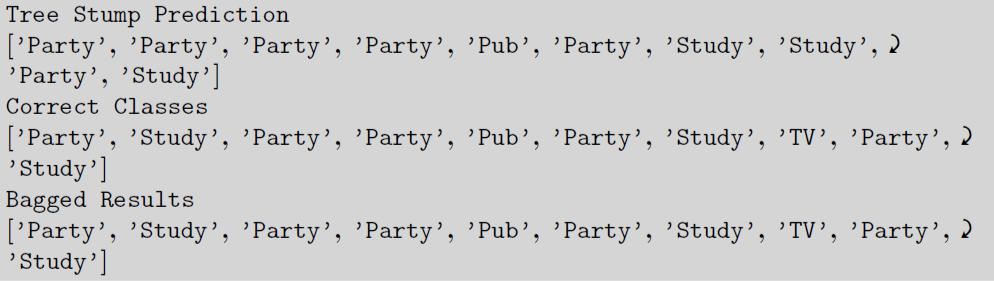 Tree Stump Prediction
[’Party’, ’Party’, ’Party’, ’Party’, ’Pub’, ’Party’, ’Study’, ’Study’, ⤸
’Party’, ’Study’]
Correct Classes
[’Party’, ’Study’, ’Party’, ’Party’, ’Pub’, ’Party’, ’Study’, ’TV’, ’Party’, ⤸
’Study’]
Bagged Results
[’Party’, ’Study’, ’Party’, ’Party’, ’Pub’, ’Party’, ’Study’, ’TV’, ’Party’, ⤸
’Study’]